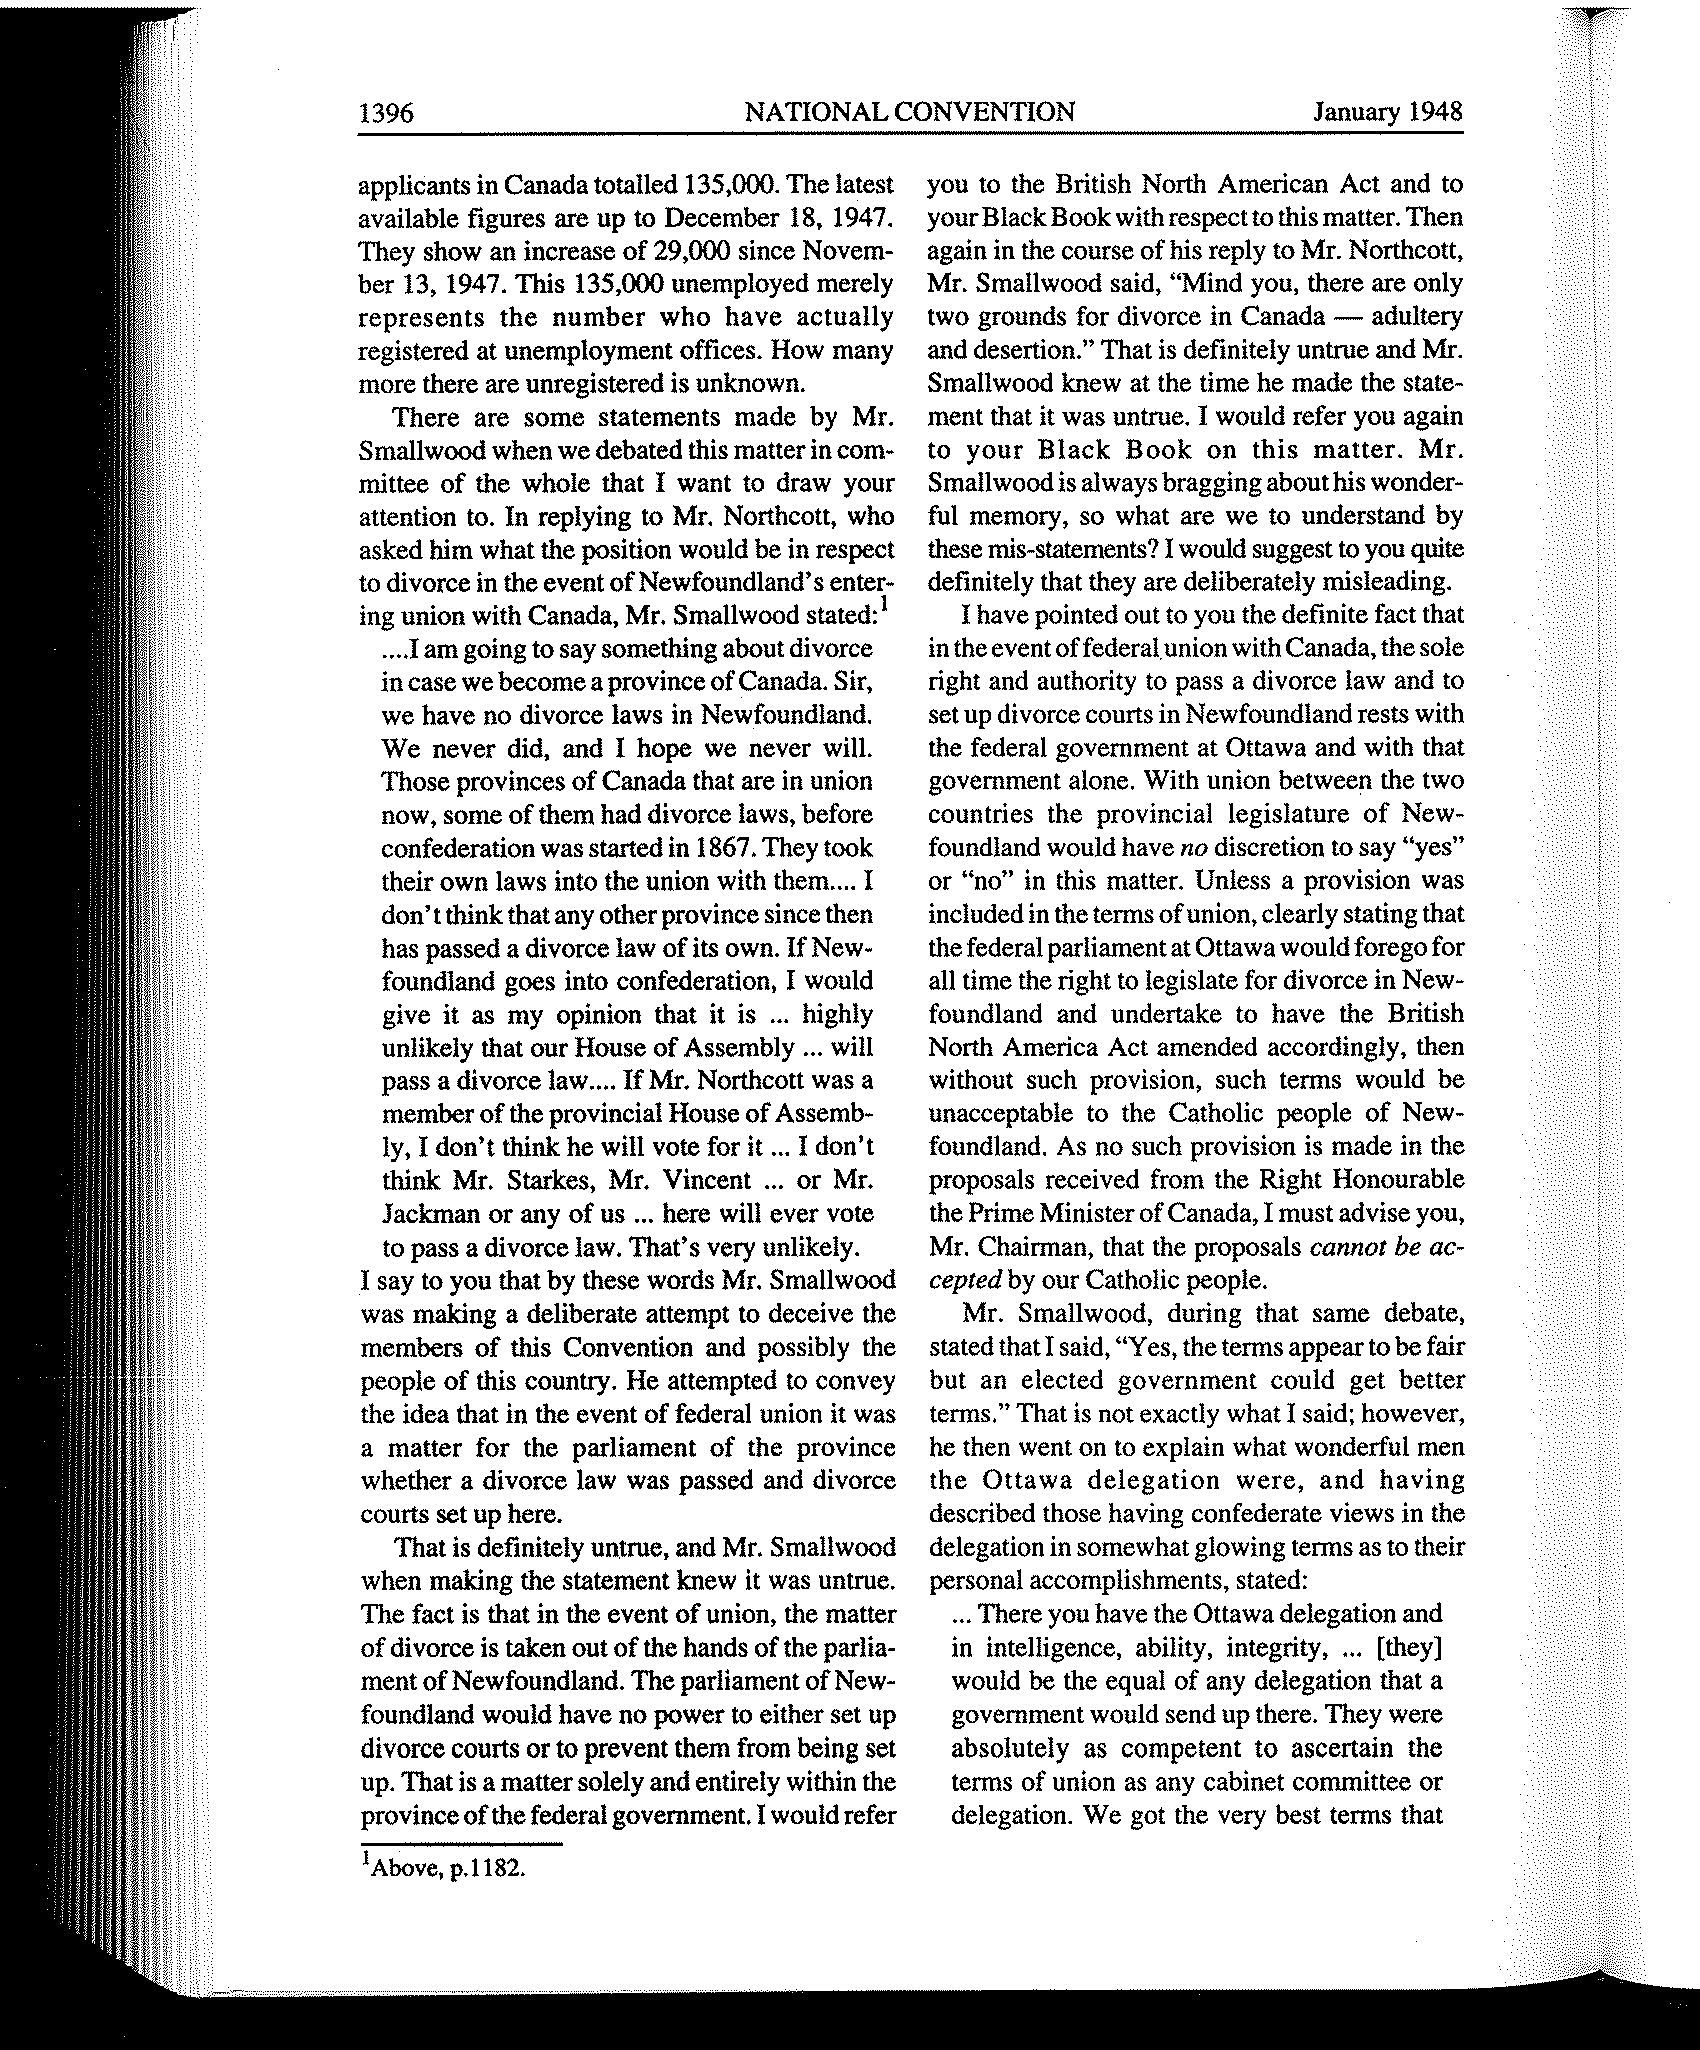 1396 NATIONAL CONVENTION January 1948
applicants in Canada totalled 135,000. The latest
available figures are up to December 18, 1947.
They show an increase of 29,000 since Novem-
ber 13, 1947. This 135,000 unemployed merely
represents the number who have actually
registered at unemployment offices. How many
more there are unregistered is unknown.
There are some statements made by Mr.
Smallwood when we debated this matter in com-
mittee of the whole that I want to draw your
attention to. In replying to Mr. Northcott, who
asked him what the position would be in respect
to divorce in the event of Newfoundland's enter-
ing union with Canada, Mr. Smallwood stated:1
....I am going to say something about divorce
in case we become a province of Canada. Sir,
we have no divorce laws in Newfoundland.
We never did, and I hope we never will.
Those provinces of Canada that are in union
now, some of them had divorce laws, before
confederation was started in 1867. They took
their own laws into the union with them.... I
don't think that any other province since then
has passed a divorce law of its own. If New-
foundland goes into confederation, I would
give it as my opinion that it is ... highly
unlikely that our House of Assembly ... will
pass a divorce law.... If Mr. Northcott was a
member of the provincial House of Assemb-
ly, I don't think he will vote for it ... I don't
think Mr. Starkes, Mr. Vincent ... or Mr.
Jackman or any of us ... here will ever vote
to pass a divorce law. That's very unlikely.
I say to you that by these words Mr. Smallwood
was making a deliberate attempt to deceive the
members of this Convention and possibly the
people of this country. He attempted to convey
the idea that in the event of federal union it was
a matter for the parliament of the province
whether a divorce law was passed and divorce
courts set up here.
That is definitely untrue, and Mr. Smallwood
when making the statement knew it was untrue.
The fact is that in the event of union, the matter
of divorce is taken out of the hands of the parlia-
ment of Newfoundland. The parliament of New-
foundland would have no power to either set up
divorce courts or to prevent them from being set
up. That is a matter solely and entirely within the
province of the federal government. I would refer
1Above, p.1182.
you to the British North American Act and to
your Black Book with respect to this matter. Then
again in the course of his reply to Mr. Northcott,
Mr. Smallwood said, “Mind you, there are only
two grounds for divorce in Canada — adultery
and desertion.” That is definitely untrue and Mr.
Smallwood knew at the time he made the state-
ment that it was untrue. I would refer you again
to your Black Book on this matter. Mr.
Smallwood is always bragging about his wonder-
ful memory, so what are we to understand by
these mis-statements? I would suggest to you quite
definitely that they are deliberately misleading.
I have pointed out to you the definite fact that
in the event of federal union with Canada, the sole
right and authority to pass a divorce law and to
set up divorce courts in Newfoundland rests with
the federal government at Ottawa and with that
government alone. With union between the two
countries the provincial legislature of New-
foundland would have no discretion to say “yes”
or “no” in this matter. Unless a provision was
included in the terms of union, clearly stating that
the federal parliament at Ottawa would forego for
all time the right to legislate for divorce in New-
foundland and undertake to have the British
North America Act amended accordingly, then
without such provision, such terms would be
unacceptable to the Catholic people of New-
foundland. As no such provision is made in the
proposals received from the Right Honourable
the Prime Minister of Canada, I must advise you,
Mr. Chairman, that the proposals cannot be ac-
cepted by our Catholic people.
Mr. Smallwood, during that same debate,
stated that I said, “Yes, the terms appear to be fair
but an elected government could get better
terms.” That is not exactly what I said; however,
he then went on to explain what wonderful men
the Ottawa delegation were, and having
described those having confederate views in the
delegation in somewhat glowing terms as to their
personal accomplishments, stated:
... There you have the Ottawa delegation and
in intelligence, ability, integrity, ... [they]
would be the equal of any delegation that a
government would send up there. They were
absolutely as competent to ascertain the
terms of union as any cabinet committee or
delegation. We got the very best terms that